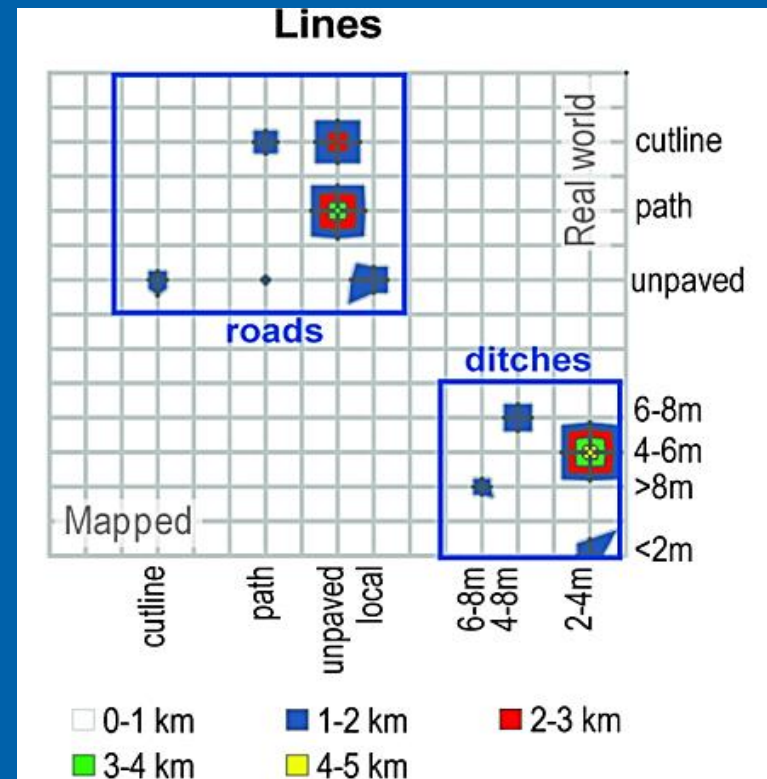 Lines
Real world
cutline
path
unpaved
roads
ditches
6-8m
4-6m
>8m
<2m
Mapped
cutline
path
unpaved
local
6-8m
4-8m
2-4m
0-1 km
1-2 km
2-3 km
3-4 km
4-5 km